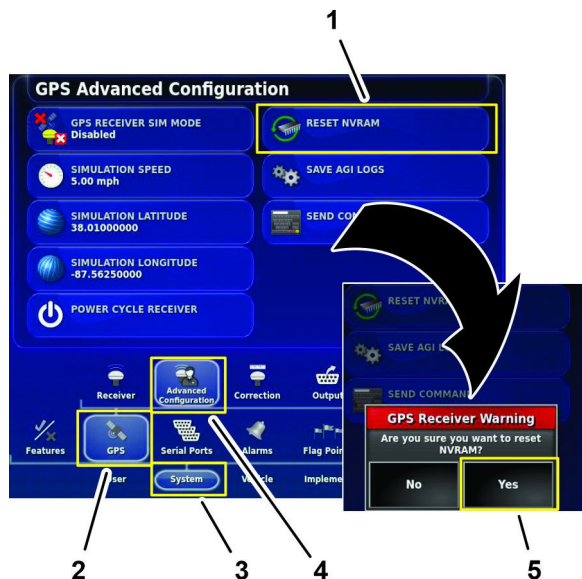 1
GPS Advanced Configuration
GPS RECEIVER SIM MODE
Disabled
RESET NVRAM
SIMULATION SPEED
5.00 mph
SAVE AGI LOGS
SIMULATION LATITUDE
38.01000000
SEND
SIMULATION LONGITUDE
-87.56250000
POWER CYCLE RECEIVER
RESET
SAVE AGI
SEND COMMAND
Receiver
Advanced
Configuration
Correction
Output
Features
GPS
Serial Ports
Alarms
Flag
System
GPS Receiver Warning
Are you sure you want to reset
NVRAM?
No
Yes
2
3
4
5